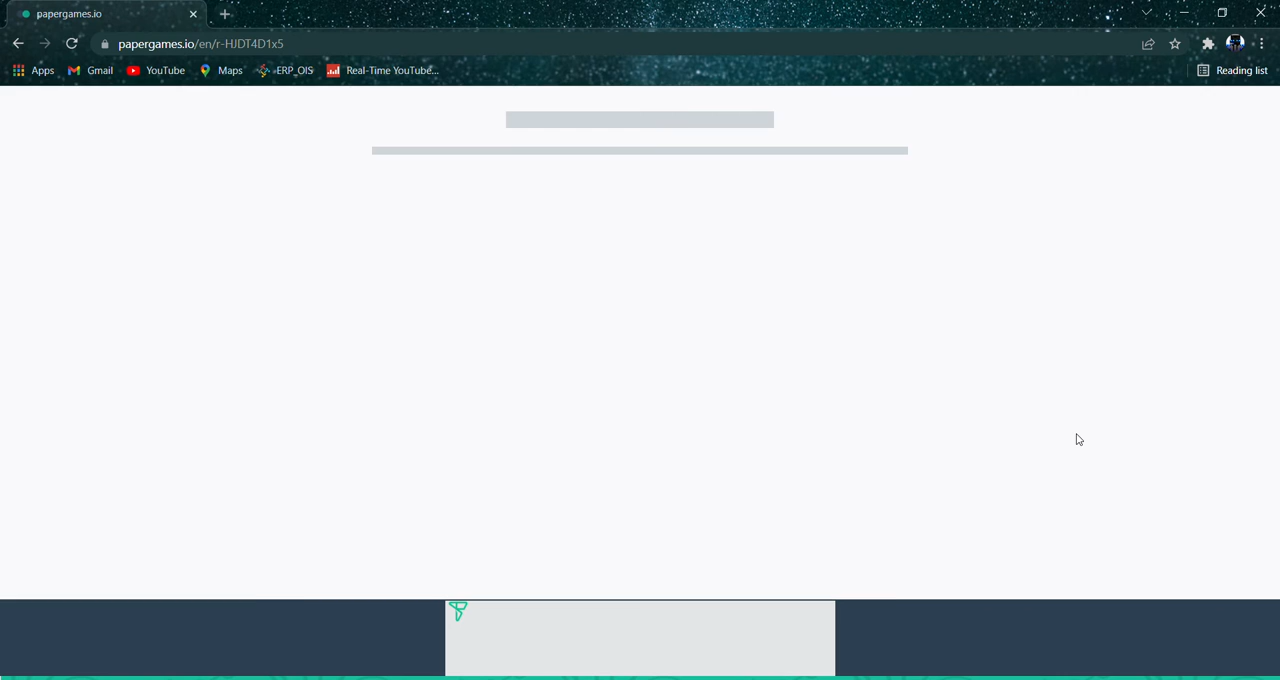 papergames.io
papergames.io/en/r-HJDT4D1x5
Apps Gmail YouTube Maps ERP_OIS Real-Time YouTube... Reading list